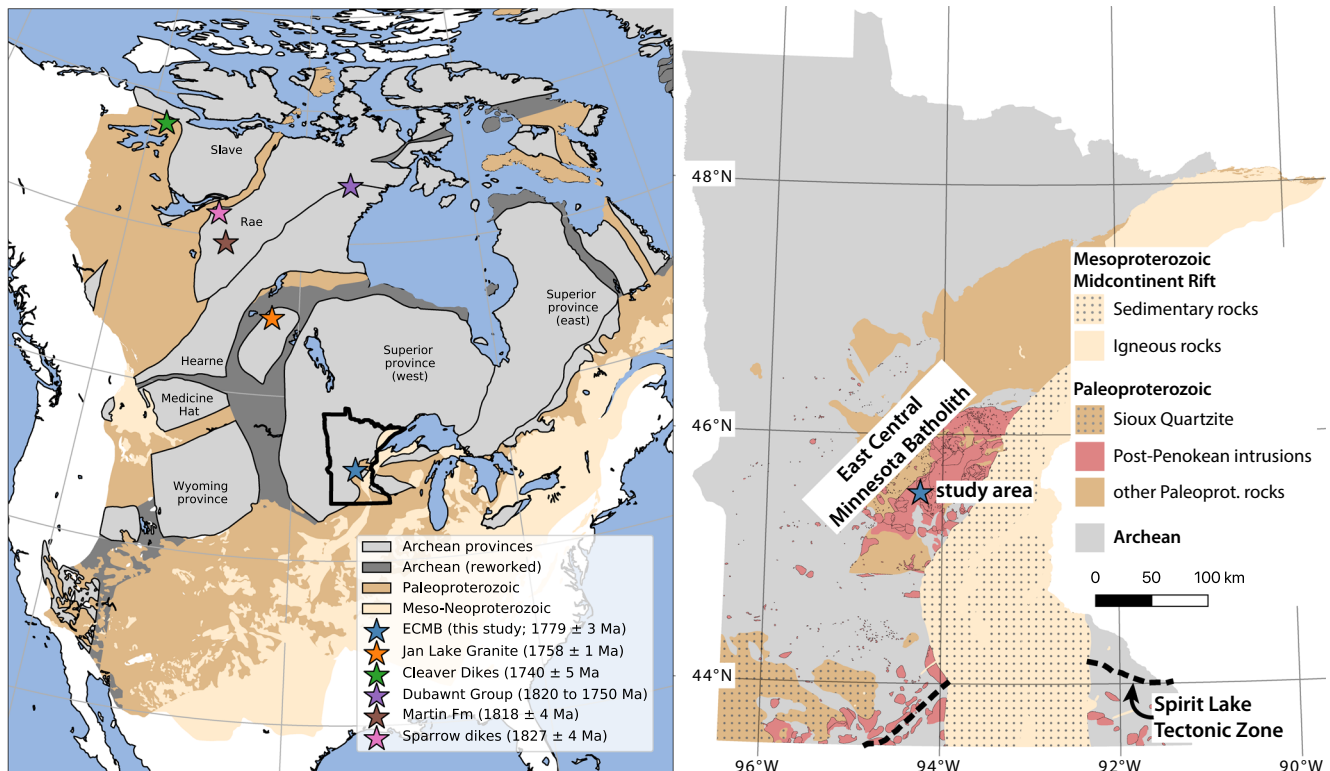 Slave
Rae
Hearne
Medicine
Hat
Wyoming
province
Superior
province
(west)
Superior
province
(east)
Archean provinces
Archean (reworked)
Paleoproterozoic
Meso-Neoproterozoic
ECMB (this study; 1779 ± 3 Ma)
Jan Lake Granite (1758 ± 1 Ma)
Cleaver Dikes (1740 ± 5 Ma
Dubawnt Group (1820 to 1750 Ma)
Martin Fm (1818 ± 4 Ma)
Sparrow dikes (1827 ± 4 Ma)
48°N
46°N
44°N
96°W
94°W
92°W
90°W
East Central
Minnesota Batholith
study area
Mesoproterozoic
Midcontinent Rift
Sedimentary rocks
Igneous rocks
Paleoproterozoic
Sioux Quartzite
Post-Penokean intrusions
other Paleoprot. rocks
Archean
0 50 100 km
Spirit Lake
Tectonic Zone